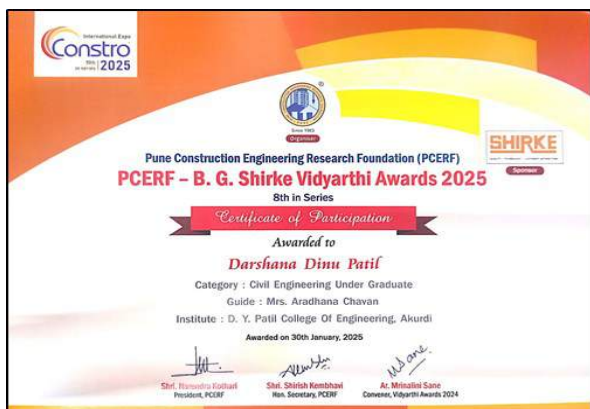 International Expo
Constro
2025
Since 1983
Organiser
SHIRKE
Sponsor
Pune Construction Engineering Research Foundation (PCERF)
PCERF – B. G. Shirke Vidyarthi Awards 2025
8th in Series
Certificate of Participation
Awarded to
Darshana Dinu Patil
Category : Civil Engineering Under Graduate
Guide : Mrs. Aradhana Chavan
Institute : D. Y. Patil College Of Engineering, Akurdi
Awarded on 30th January, 2025
Shri. Narendra Kothari
President, PCERF
Shri. Shirish Kembhavi
Hon. Secretary, PCERF
Ar. Mrinalini Sane
Convener, Vidyarthi Awards 2024